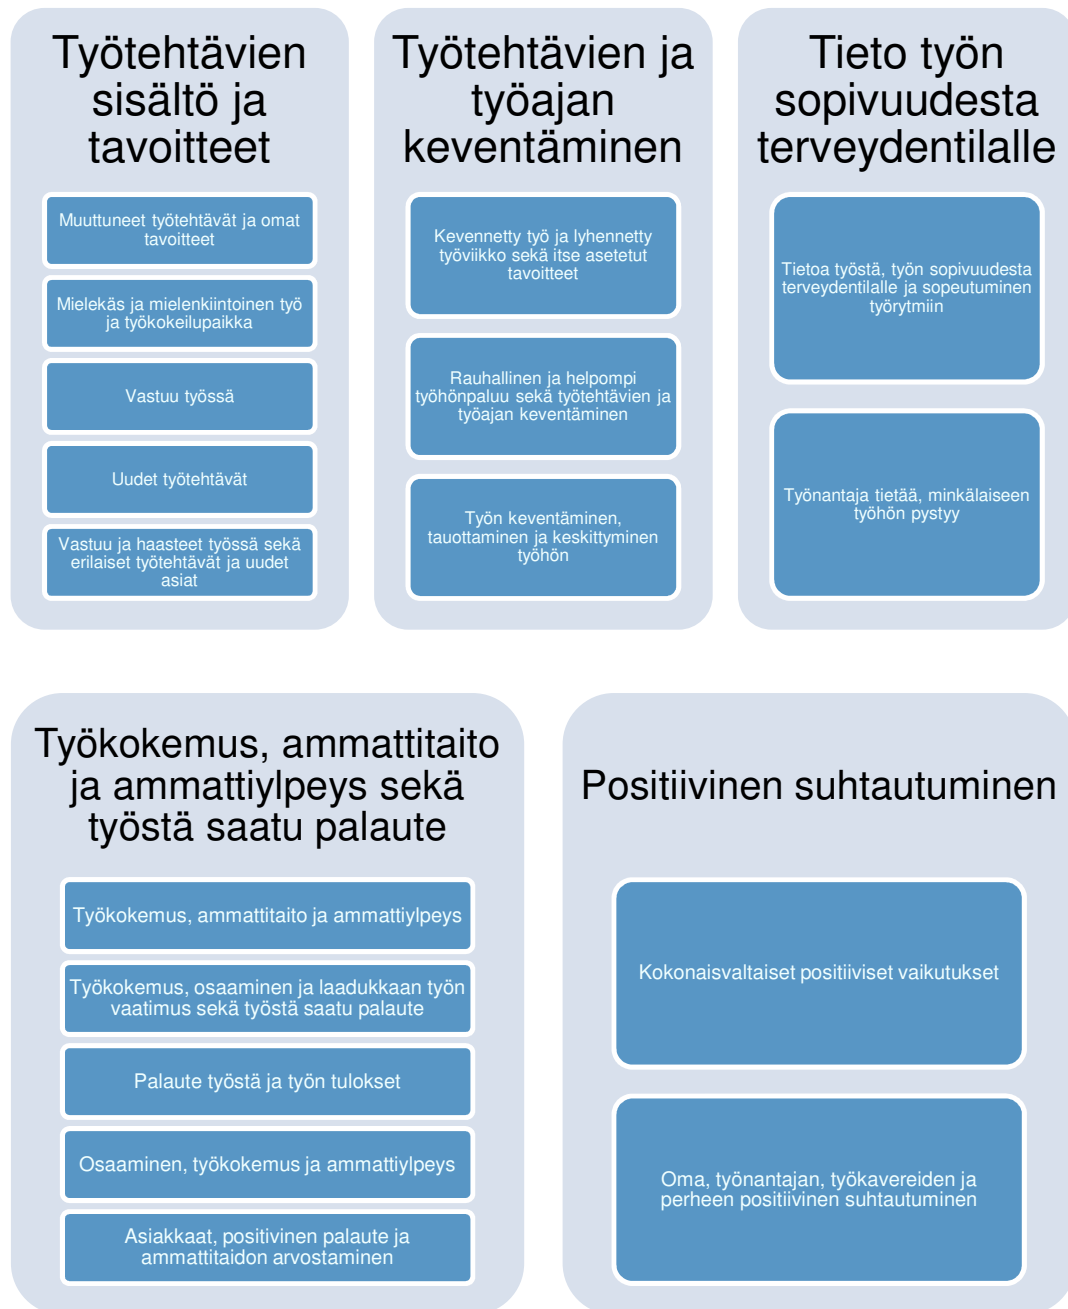 Työtehtävien
sisältö ja
tavoitteet
Muuttuneet työtehtävät ja omat
tavoitteet
Mielekäs ja mielenkiintoinen työ
ja työkokeilupaikka
Vastuu työssä
Uudet työtehtävät
Vastuu ja haasteet työssä sekä
erilaiset työtehtävät ja uudet
asiat
Työtehtävien ja
työajan
keventäminen
Kevennetty työ ja lyhennetty
työviikko sekä itse asetetut
tavoitteet
Rauhallinen ja helpompi
työhönpaluu sekä työtehtävien ja
työajan keventäminen
Työn keventäminen,
tauottaminen ja keskittyminen
työhön
Tieto työn
sopivuudesta
terveydentilalle
Tietoa työstä, työn sopivuudesta
terveydentilalle ja sopeutuminen
työrytmiin
Työnantaja tietää, minkälaiseen
työhön pystyy
Työkokemus, ammattitaito
ja ammattiylpeys sekä
työstä saatu palaute
Työkokemus, ammattitaito ja ammattiylpeys
Työkokemus, osaaminen ja laadukkaan työn
vaatimus sekä työstä saatu palaute
Palaute työstä ja työn tulokset
Osaaminen, työkokemus ja ammattiylpeys
Asiakkaat, positivinen palaute ja
ammattitaidon arvostaminen
Positiivinen suhtautuminen
Kokonaisvaltaiset positiiviset vaikutukset
Oma, työnantajan, työkavereiden ja
perheen positiivinen suhtautuminen